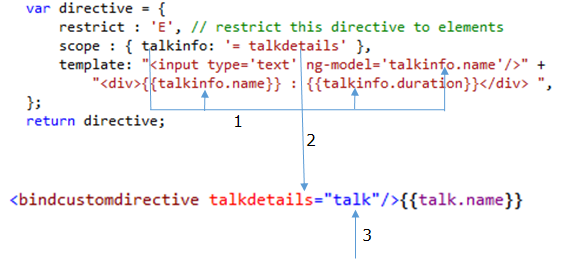 var directive = {
restrict : 'E', // restrict this directive to elements
scope : { talkinfo: '= talkdetails' },
template: "<input type='text' ng-model='talkinfo.name'/>" +
"<div>{{talkinfo.name}} : {{talkinfo.duration}}</div> ",
};
return directive;
1
2
<bindcustomdirective talkdetails="talk"/>{{talk.name}}
3